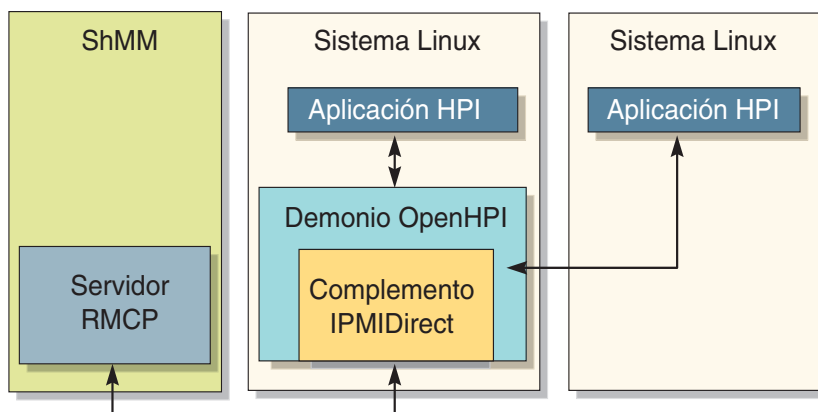 ShMM
Servidor
RMCP
Sistema Linux
Aplicación HPI
Demonio OpenHPI
Complemento
IPMIDirect
Sistema Linux
Aplicación HPI